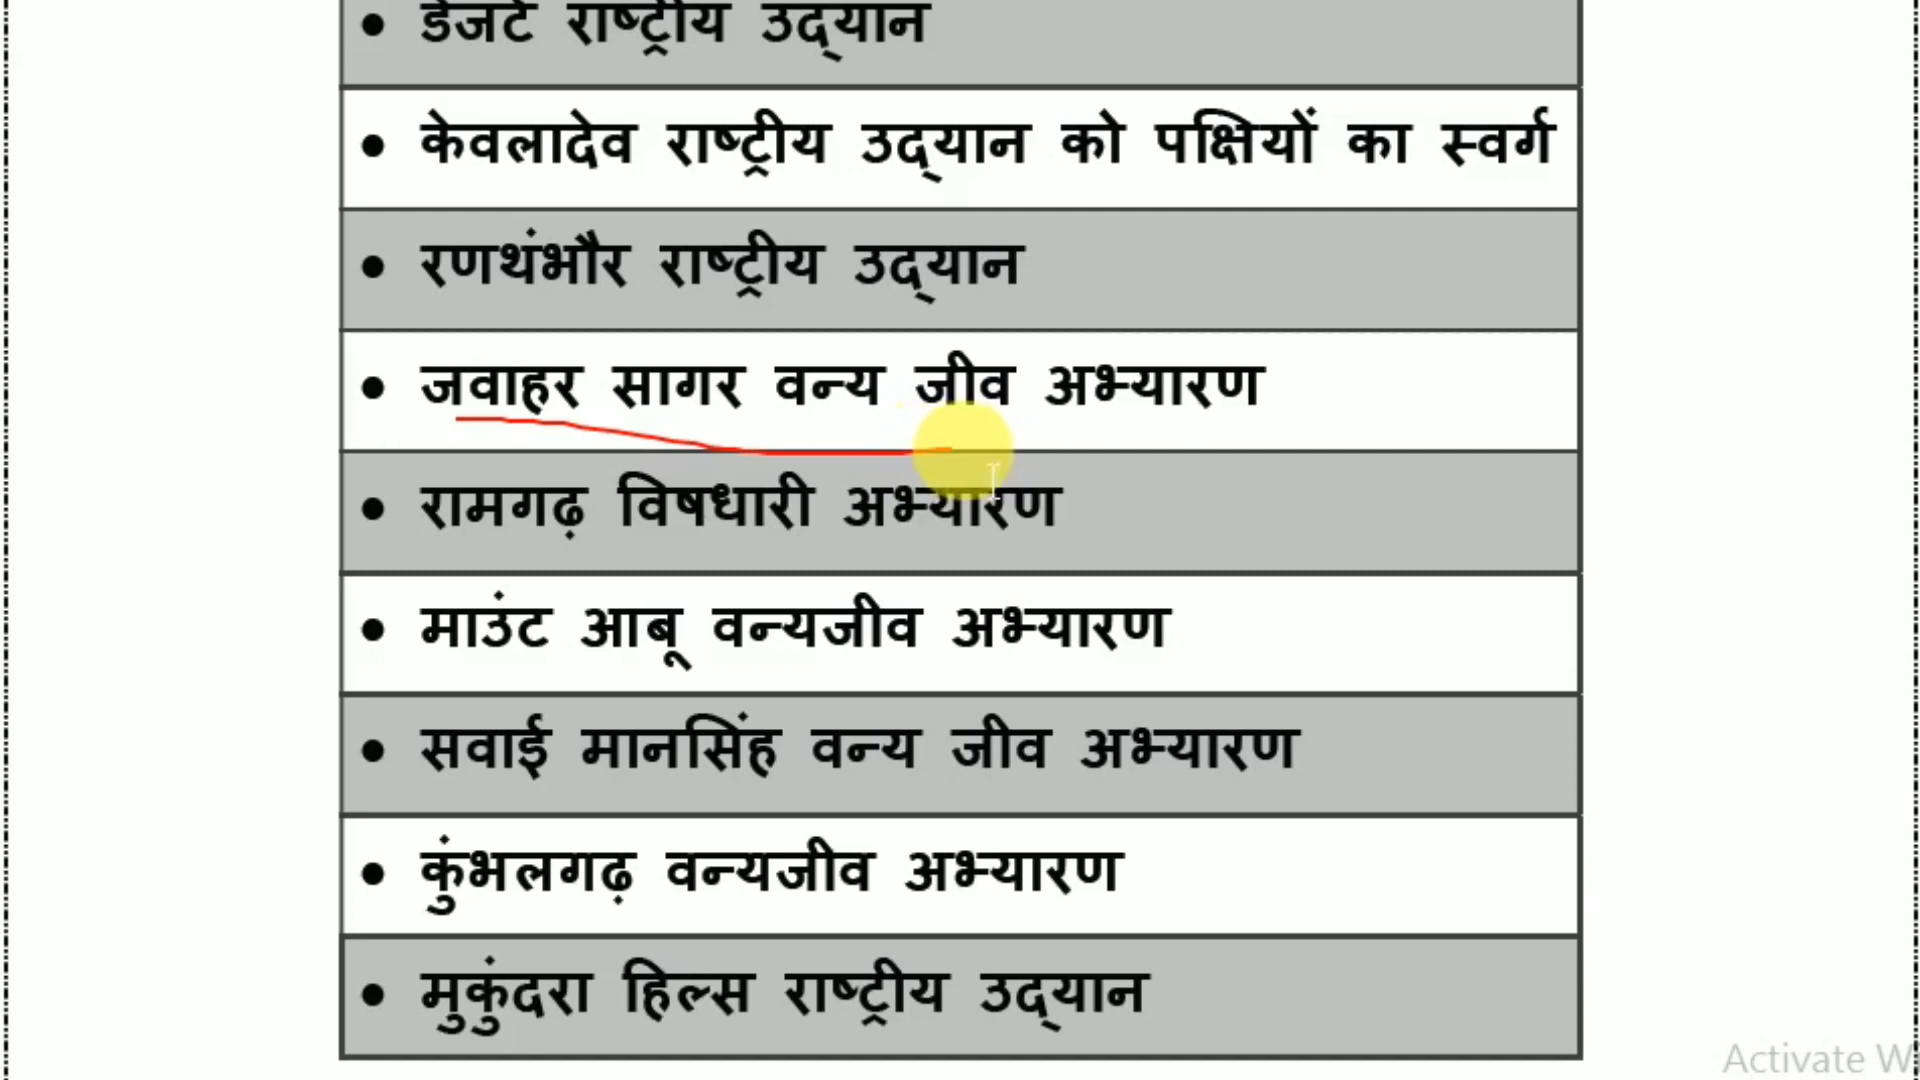 • डेजर्ट राष्ट्रीय उद्यान
• केवलादेव राष्ट्रीय उद्यान को पक्षियों का स्वर्ग
• रणथंभौर राष्ट्रीय उद्यान
• जवाहर सागर वन्य जीव अभ्यारण
• रामगढ़ विषधारी अभ्यारण
• माउंट आबू वन्यजीव अभ्यारण
• सवाई मानसिंह वन्य जीव अभ्यारण
• कुंभलगढ़ वन्यजीव अभ्यारण
• मुकुंदरा हिल्स राष्ट्रीय उद्यान
Activate W